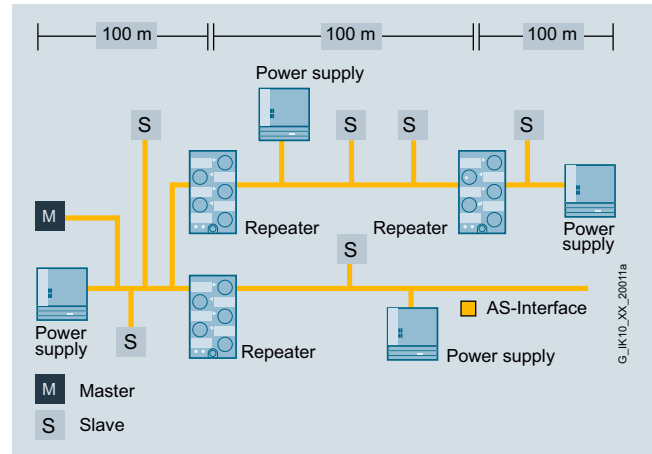 100 m 100 m 100 m
Power supply
S S S S
M
Repeater Repeater
Power
supply
S
AS-Interface
Power
supply
S
Repeater
Power supply
M Master
S Slave
G_IK10_XX_20011a